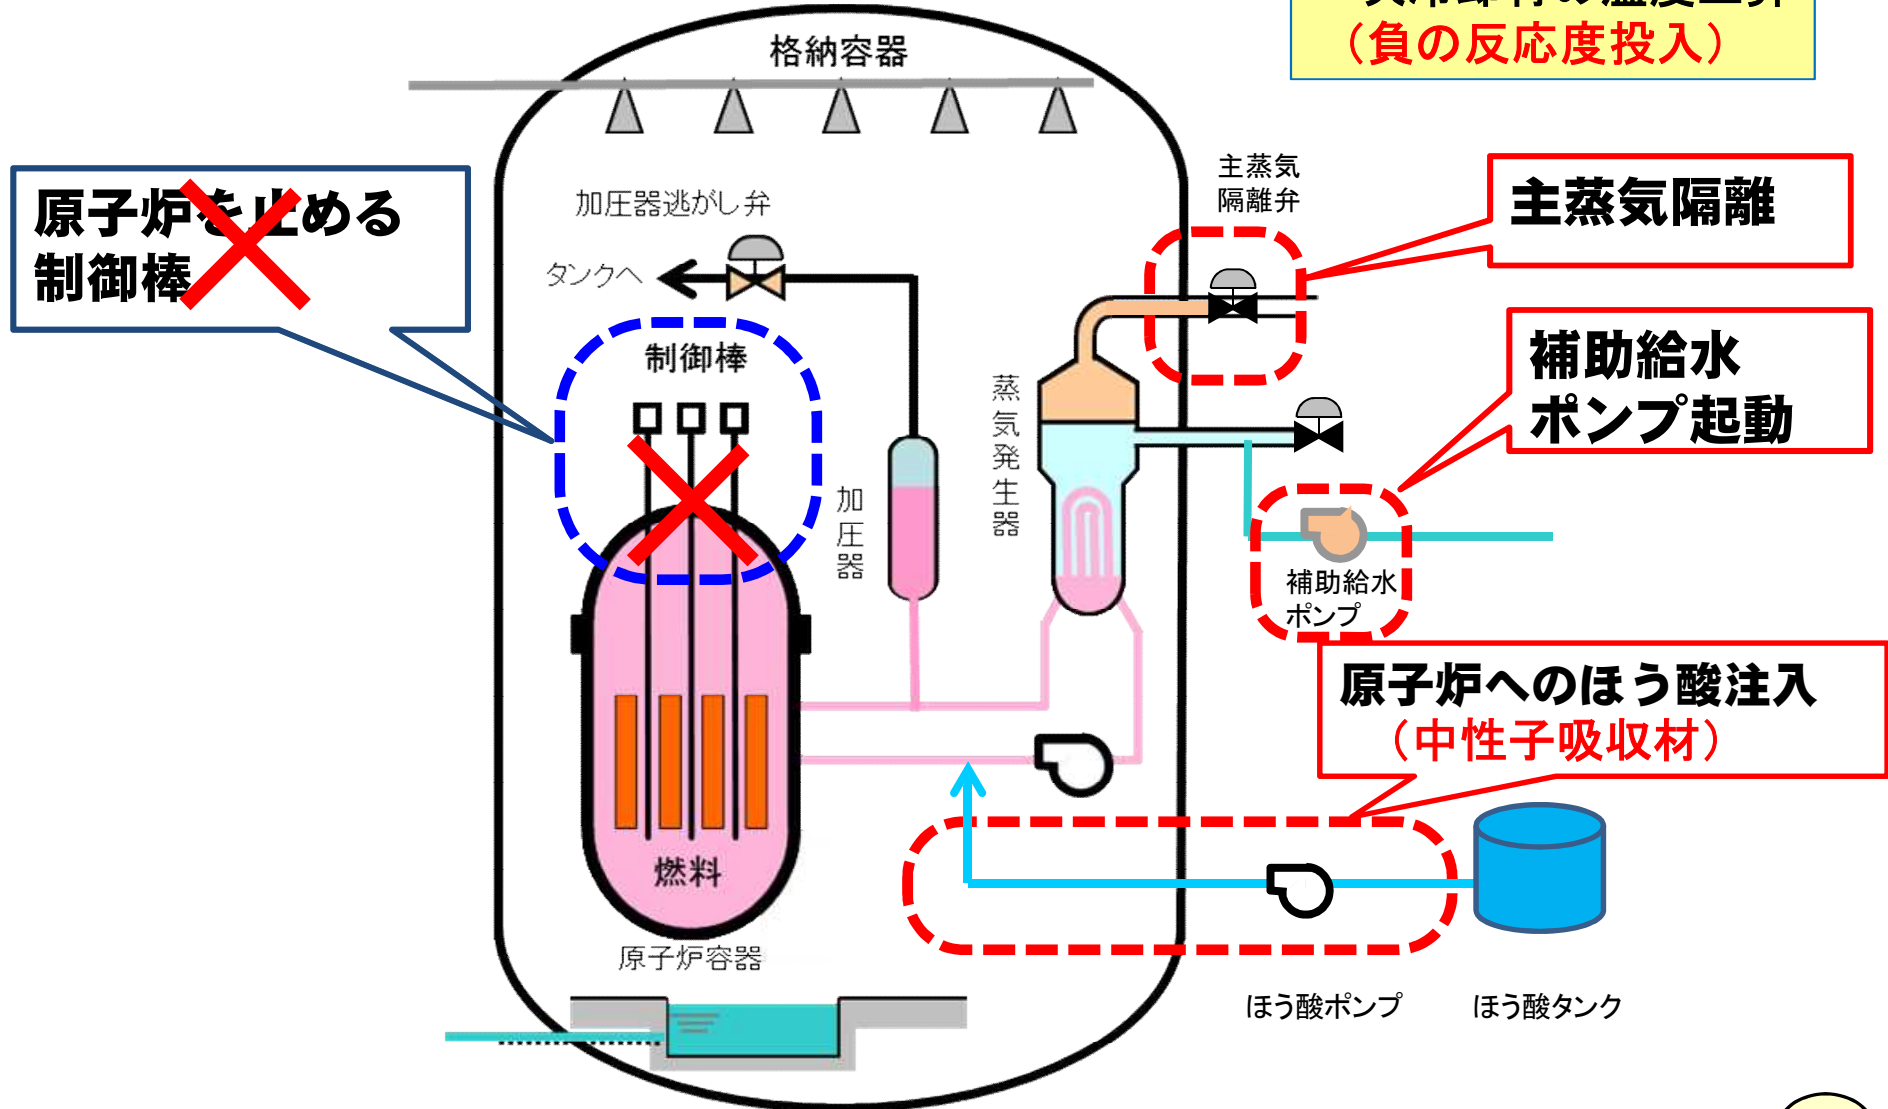 （負の反応度投入）
格納容器
主蒸気
隔離弁
主蒸気隔離
原子炉を止める
制御棒
加圧器逃がし弁
タンクへ
制御棒
蒸気発生器
補助給水
ポンプ起動
加圧器
補助給水
ポンプ
原子炉へのほう酸注入
（中性子吸収材）
燃料
原子炉容器
ほう酸ポンプ
ほう酸タンク